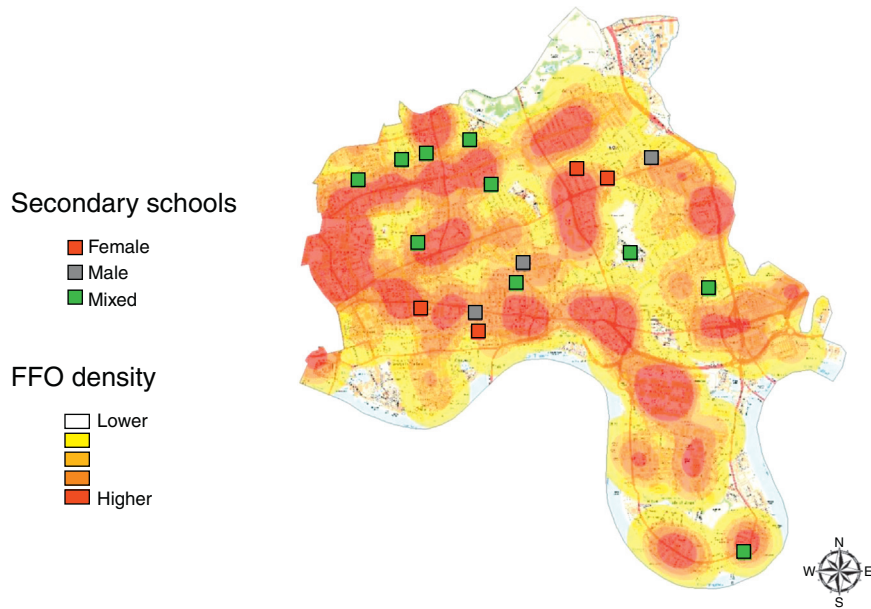 Secondary schools
Female
Male
Mixed
FFO density
Lower
Higher
N
W
E
S